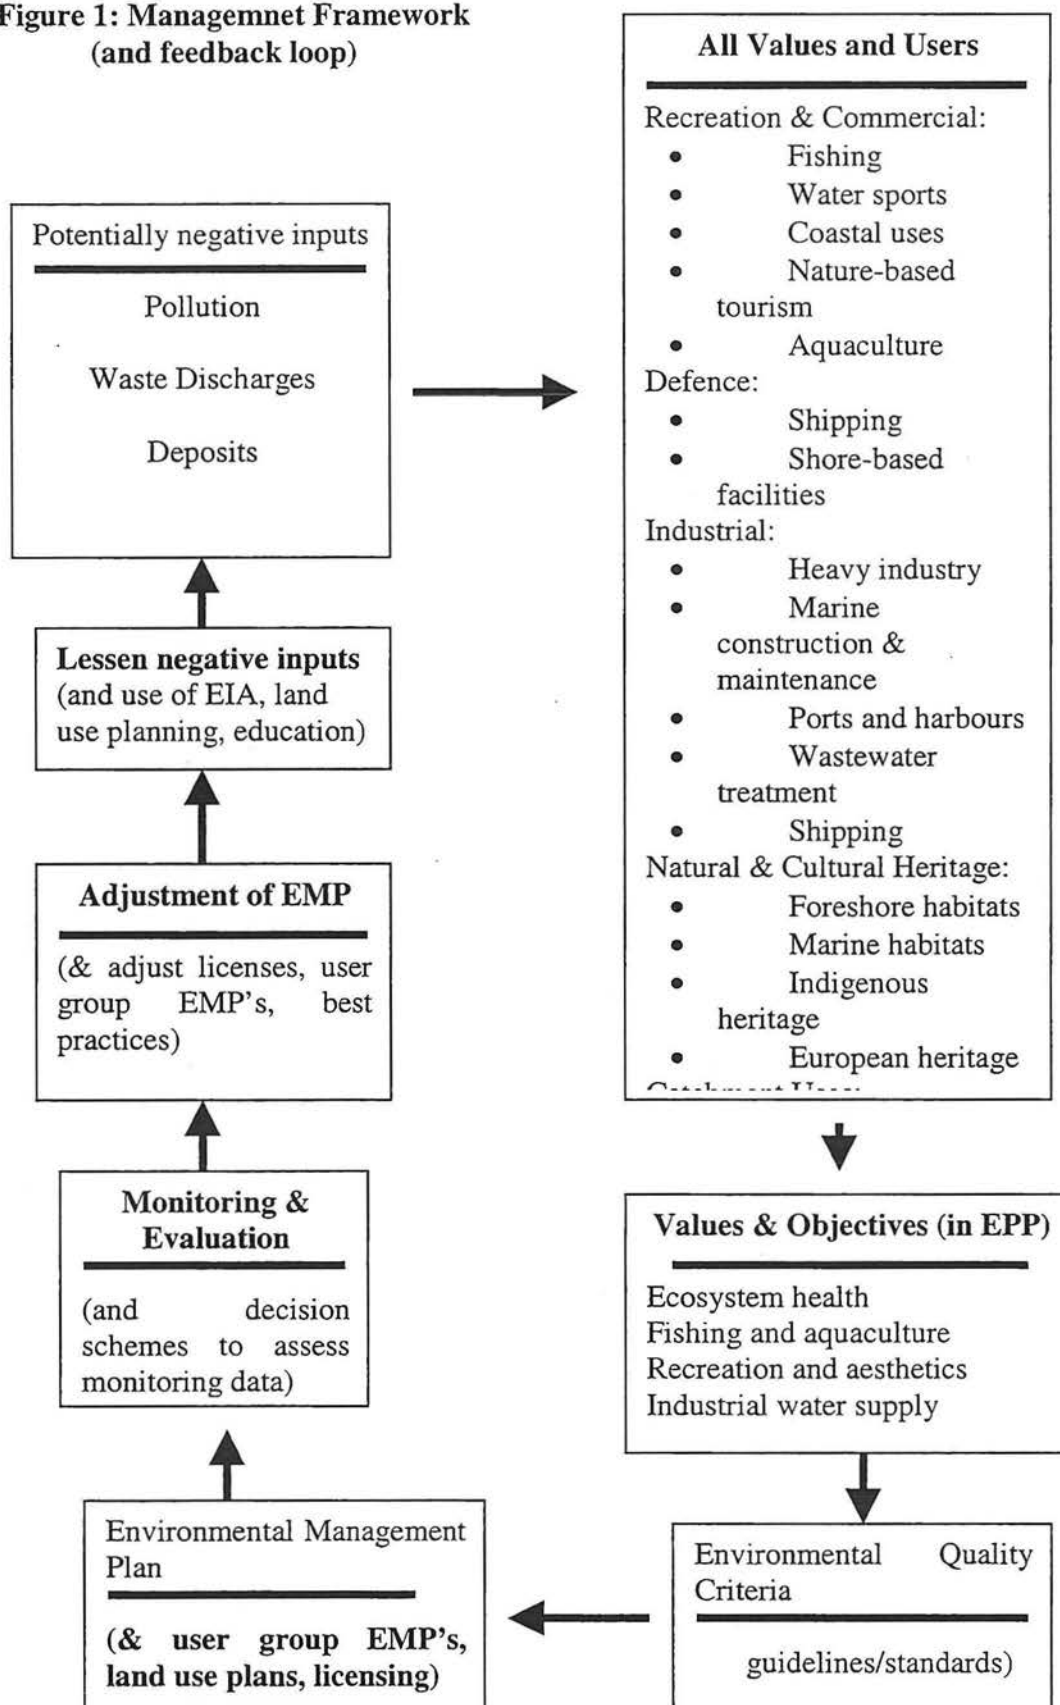 Figure 1: Managemnet Framework
(and feedback loop)
Potentially negative inputs
Pollution
Waste Discharges
Deposits
All Values and Users
Recreation & Commercial:
• Fishing
• Water sports
• Coastal uses
• Nature-based
tourism
• Aquaculture
Defence:
• Shipping
• Shore-based
facilities
Industrial:
• Heavy industry
• Marine
construction &
maintenance
• Ports and harbours
• Wastewater
treatment
• Shipping
Natural & Cultural Heritage:
• Foreshore habitats
• Marine habitats
• Indigenous
heritage
• European heritage
Values & Objectives (in EPP)
Ecosystem health
Fishing and aquaculture
Recreation and aesthetics
Industrial water supply
Environmental Quality
Criteria
guidelines/standards)
Environmental Management
Plan
(& user group EMP's,
land use plans, licensing)
Monitoring &
Evaluation
(and decision
schemes to assess
monitoring data)
Adjustment of EMP
(& adjust licenses, user
group EMP's, best
practices)
Lessen negative inputs
(and use of EIA, land
use planning, education)